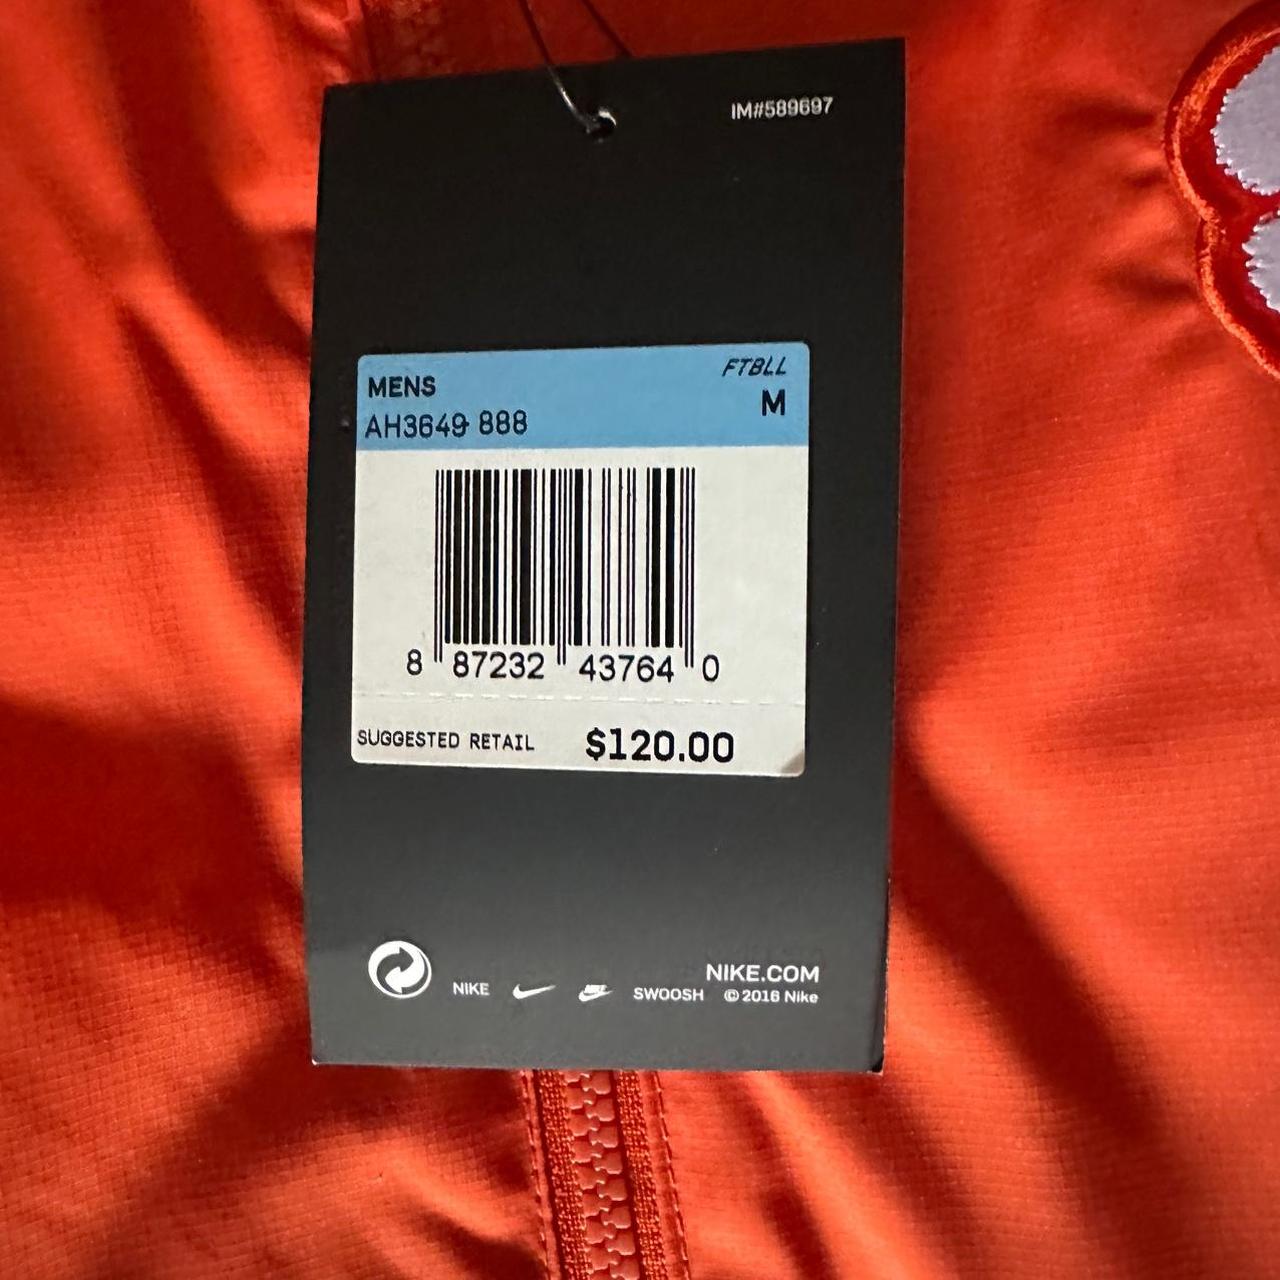 IM#589697
FTBLL
MENS
M
AH3649 888
8 87232 43764 0
SUGGESTED RETAIL $120.00
NIKE.COM
NIKE SWOOSH © 2016 Nike